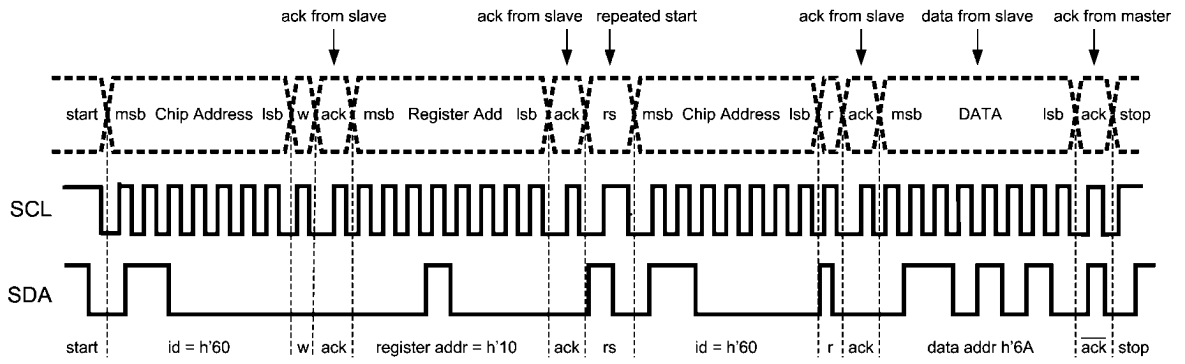 ack from slave ack from slave repeated start ack from slave data from slave ack from master
start msb Chip Address lsb w ack msb Register Add lsb ack rs msb Chip Address lsb r ack msb DATA lsb ack stop
SCL
SDA
start id = h'60 w ack register addr = h'10 ack rs id = h'60 r ack data addr h'6A ack stop